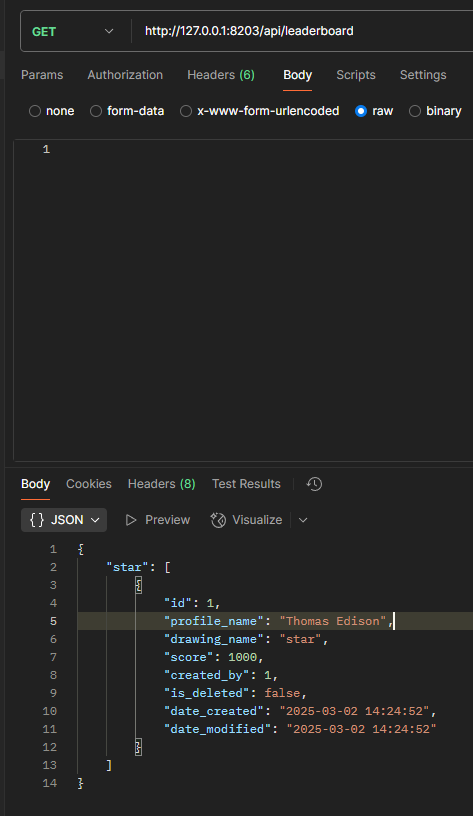 GET http://127.0.0.1:8203/api/leaderboard
Params Authorization Headers (6) Body Scripts Settings
none form-data x-www-form-urlencoded raw binary
1
Body Cookies Headers (8) Test Results
{} JSON Preview Visualize
1 {
2 "star": [
3 {
4 "id": 1,
5 "profile_name": "Thomas Edison",
6 "drawing_name": "star",
7 "score": 1000,
8 "created_by": 1,
9 "is_deleted": false,
10 "date_created": "2025-03-02 14:24:52",
11 "date_modified": "2025-03-02 14:24:52"
12 }
13 ]
14 }